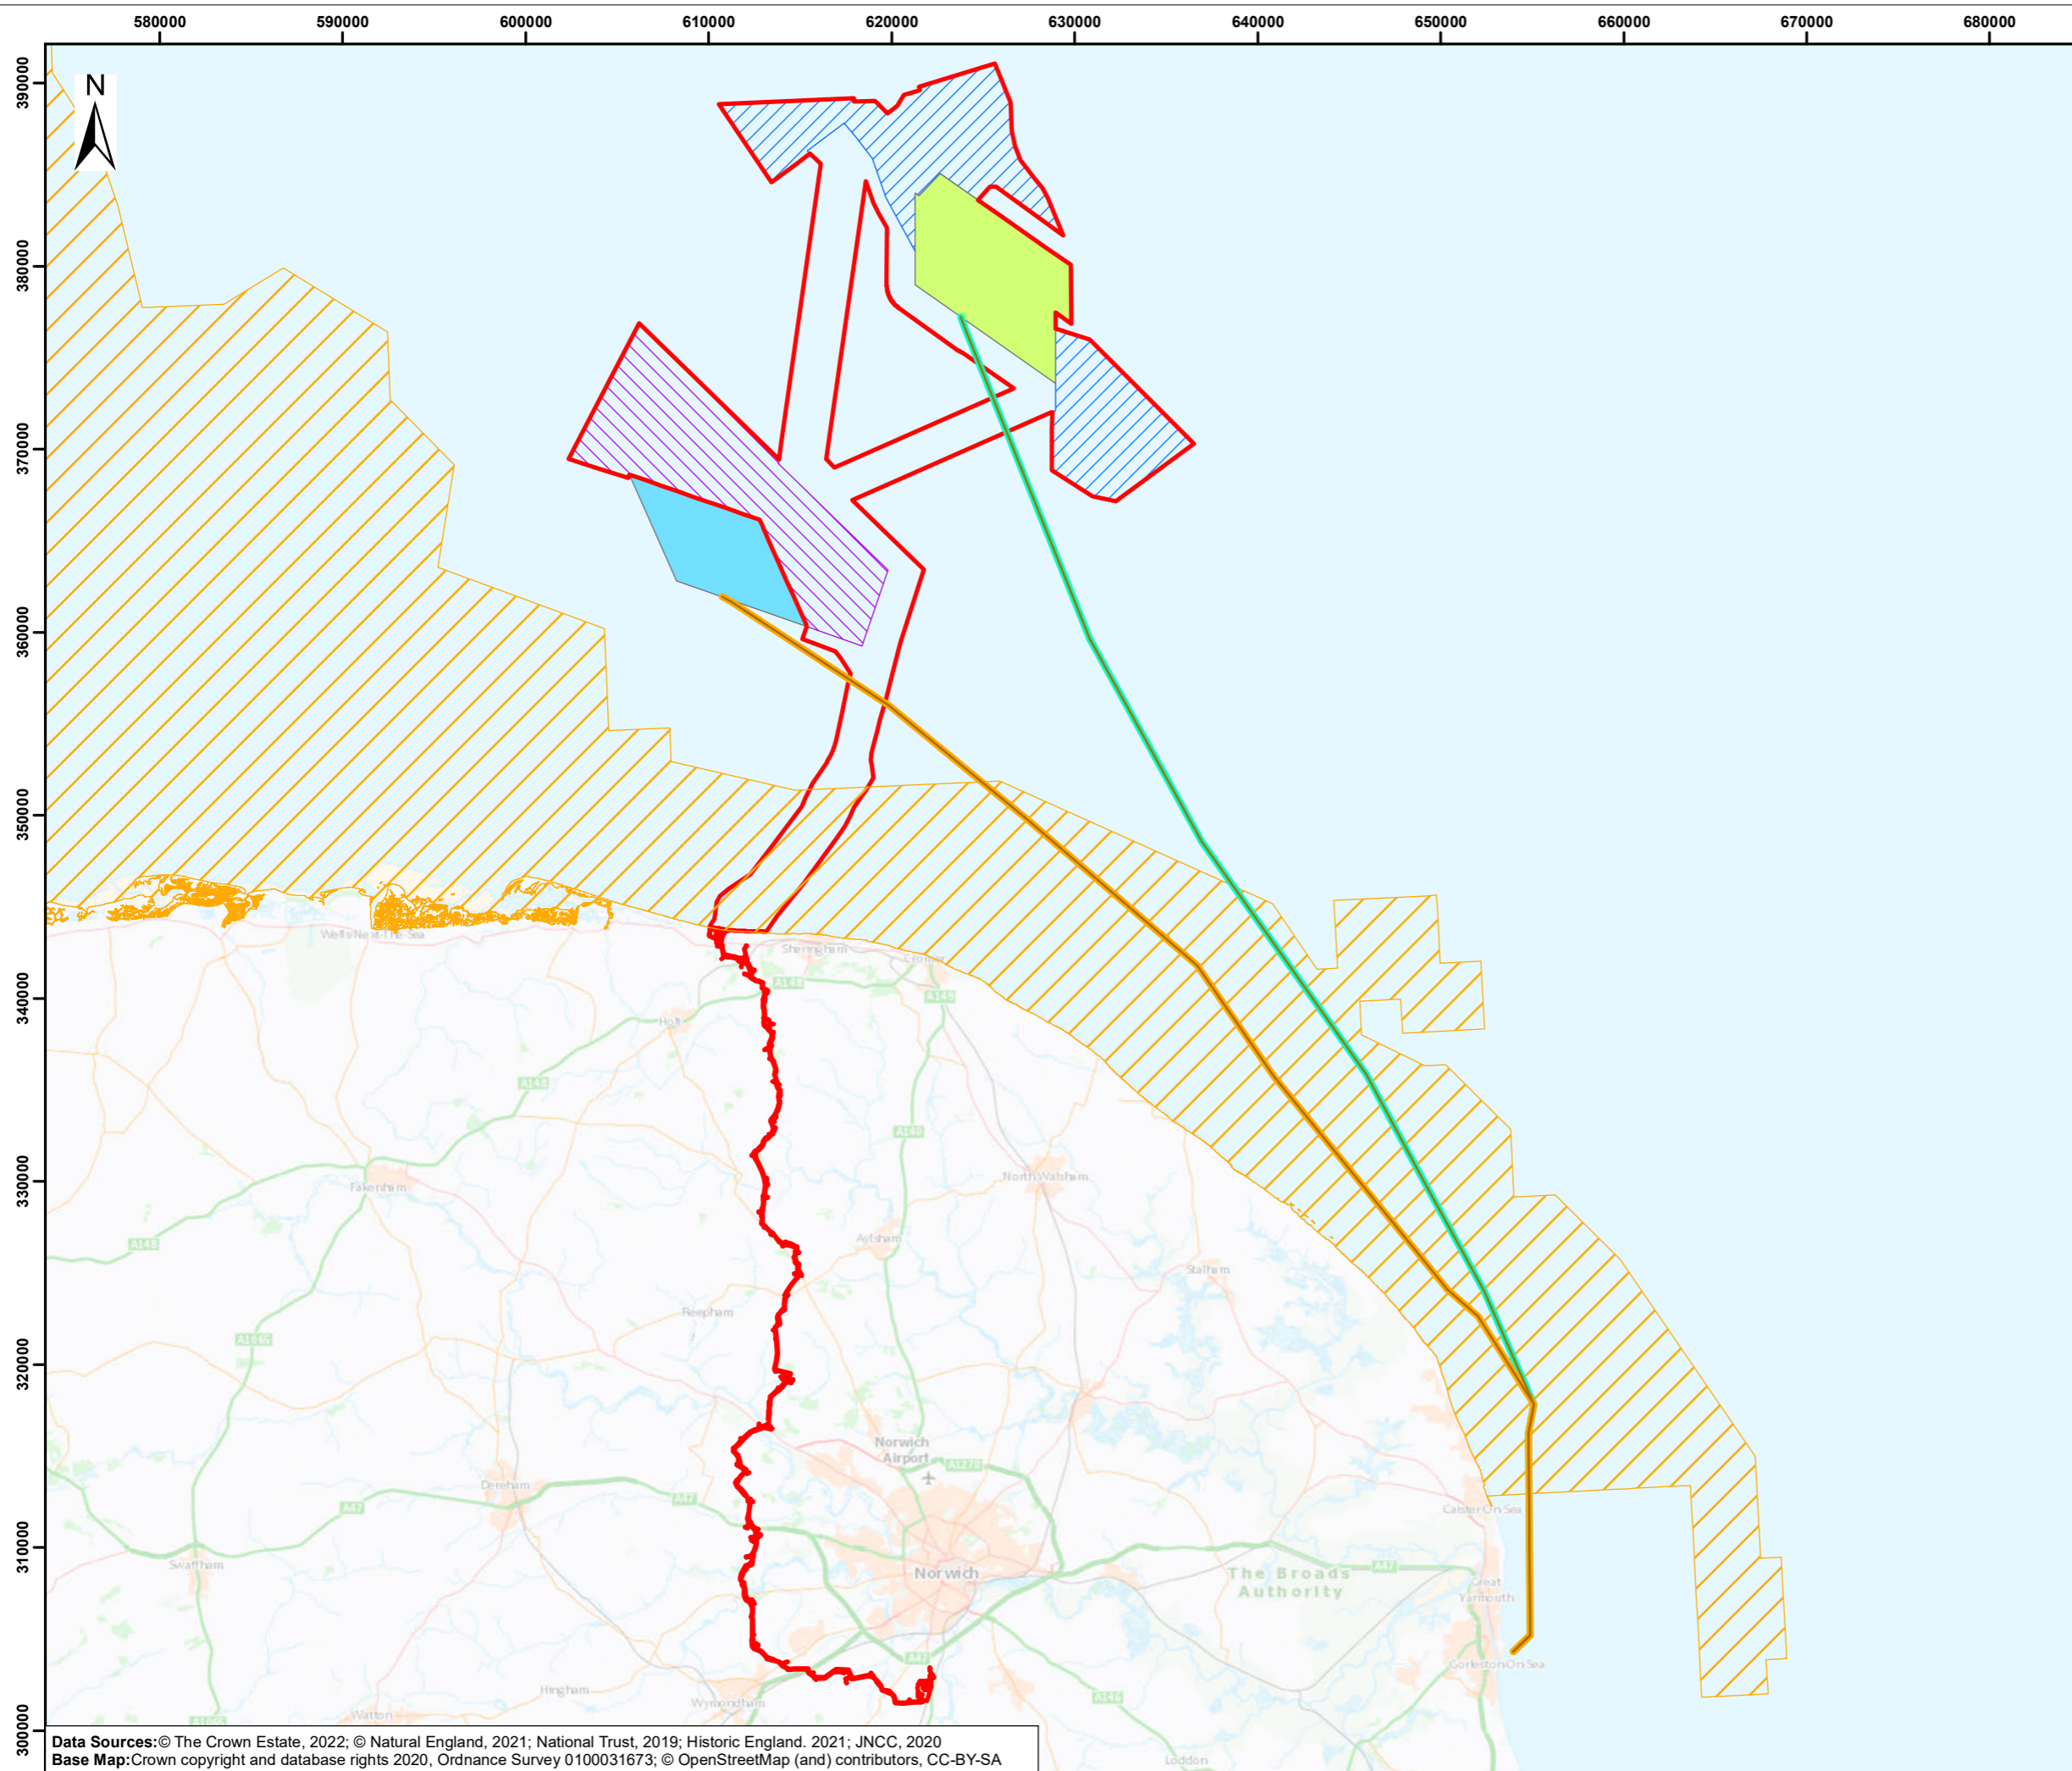 580000 590000 600000 610000 620000 630000 640000 650000 660000 670000 680000
390000
N
380000
370000
360000
350000
340000
330000
320000
310000
300000
Wells-Next-The-Sea
Sheringham
Cromer
A148
A149
Holt
A148
A140
North Walsham
Fakenham
A148
Aylsham
Stalham
Reepham
A1065
Norwich
Airport
A1270
Dereham
A47
A47
Caister-On-Sea
Swaffham
Norwich
A47
The Broads
Authority
Great
Yarmouth
A47
Gorleston-On-Sea
Hingham
Wymondham
A146
Watton
A1065
Loddon
Data Sources:© The Crown Estate, 2022; © Natural England, 2021; National Trust, 2019; Historic England. 2021; JNCC, 2020
Base Map:Crown copyright and database rights 2020, Ordnance Survey 0100031673; © OpenStreetMap (and) contributors, CC-BY-SA